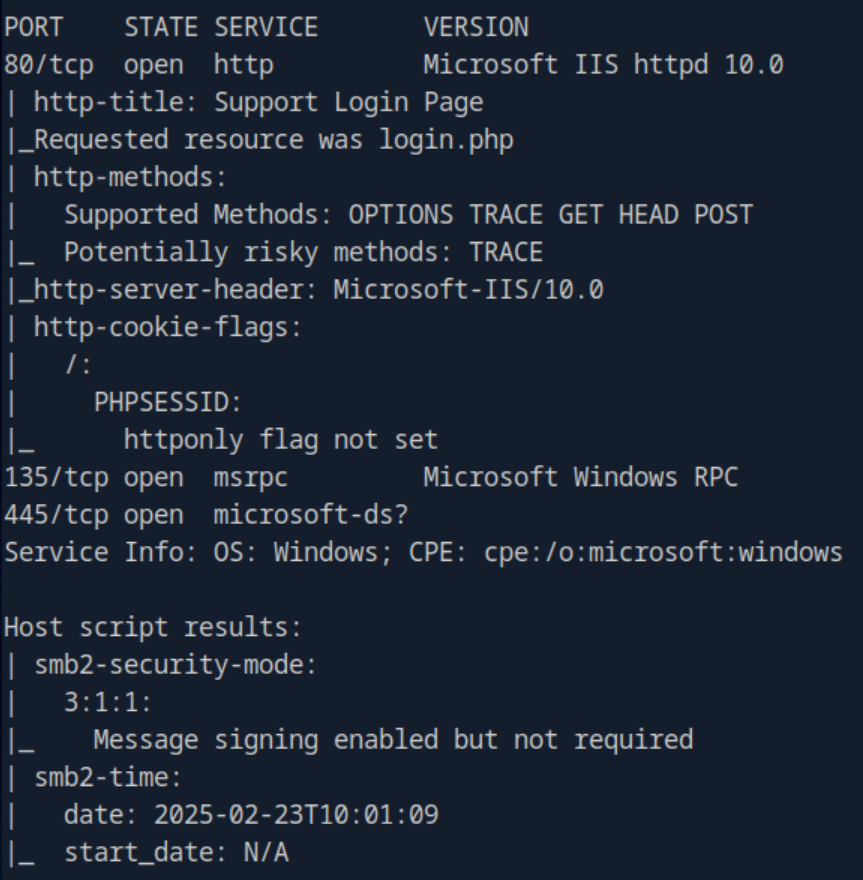 PORT    STATE SERVICE       VERSION
80/tcp  open  http          Microsoft IIS httpd 10.0
| http-title: Support Login Page
|_Requested resource was login.php
| http-methods:
|   Supported Methods: OPTIONS TRACE GET HEAD POST
|_  Potentially risky methods: TRACE
|_http-server-header: Microsoft-IIS/10.0
| http-cookie-flags:
|   /:
|     PHPSESSID:
|_      httponly flag not set
135/tcp open  msrpc         Microsoft Windows RPC
445/tcp open  microsoft-ds?
Service Info: OS: Windows; CPE: cpe:/o:microsoft:windows

Host script results:
| smb2-security-mode:
|   3:1:1:
|_    Message signing enabled but not required
| smb2-time:
|   date: 2025-02-23T10:01:09
|_  start_date: N/A